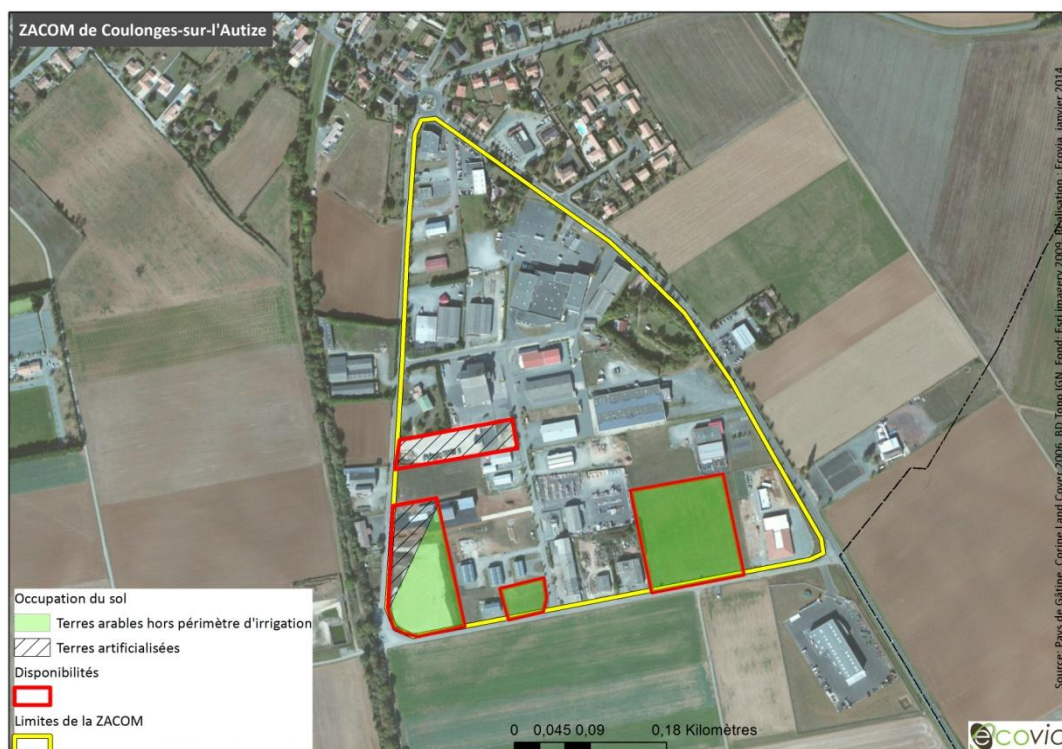 ZACOM de Coulonges-sur-l'Autize
Occupation du sol
Terres arables hors périmètre d'irrigation
Terres artificialisées
Disponibilités
Limites de la ZACOM
0 0,045 0,09 0,18 Kilomètres
Source: Pays de Gâtine, Corine Land Cover 2006, BD Topo IGN, Fond: Esriimagery 2009. Réalisation : Ecovia janvier 2014
ecovia